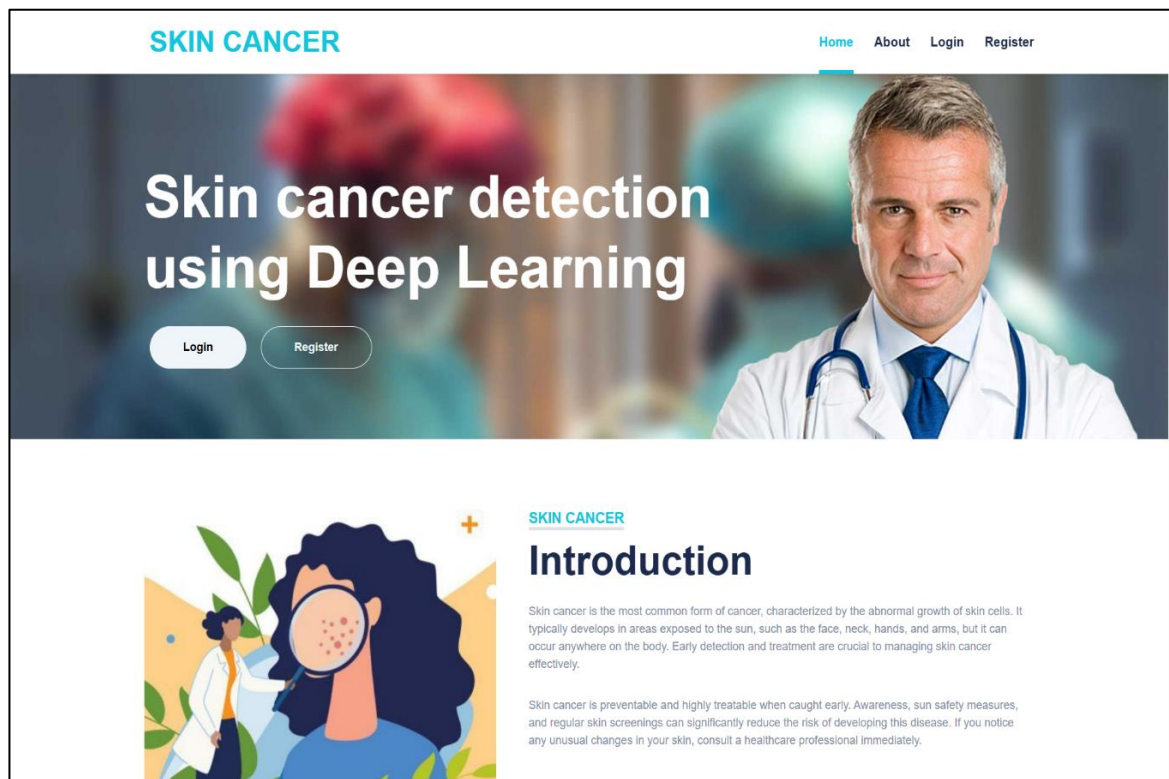 SKIN CANCER
Home About Login Register
Skin cancer detection
using Deep Learning
Login Register
SKIN CANCER
Introduction
Skin cancer is the most common form of cancer, characterized by the abnormal growth of skin cells. It
typically develops in areas exposed to the sun, such as the face, neck, hands, and arms, but it can
occur anywhere on the body. Early detection and treatment are crucial to managing skin cancer
effectively.
Skin cancer is preventable and highly treatable when caught early. Awareness, sun safety measures,
and regular skin screenings can significantly reduce the risk of developing this disease. If you notice
any unusual changes in your skin, consult a healthcare professional immediately.